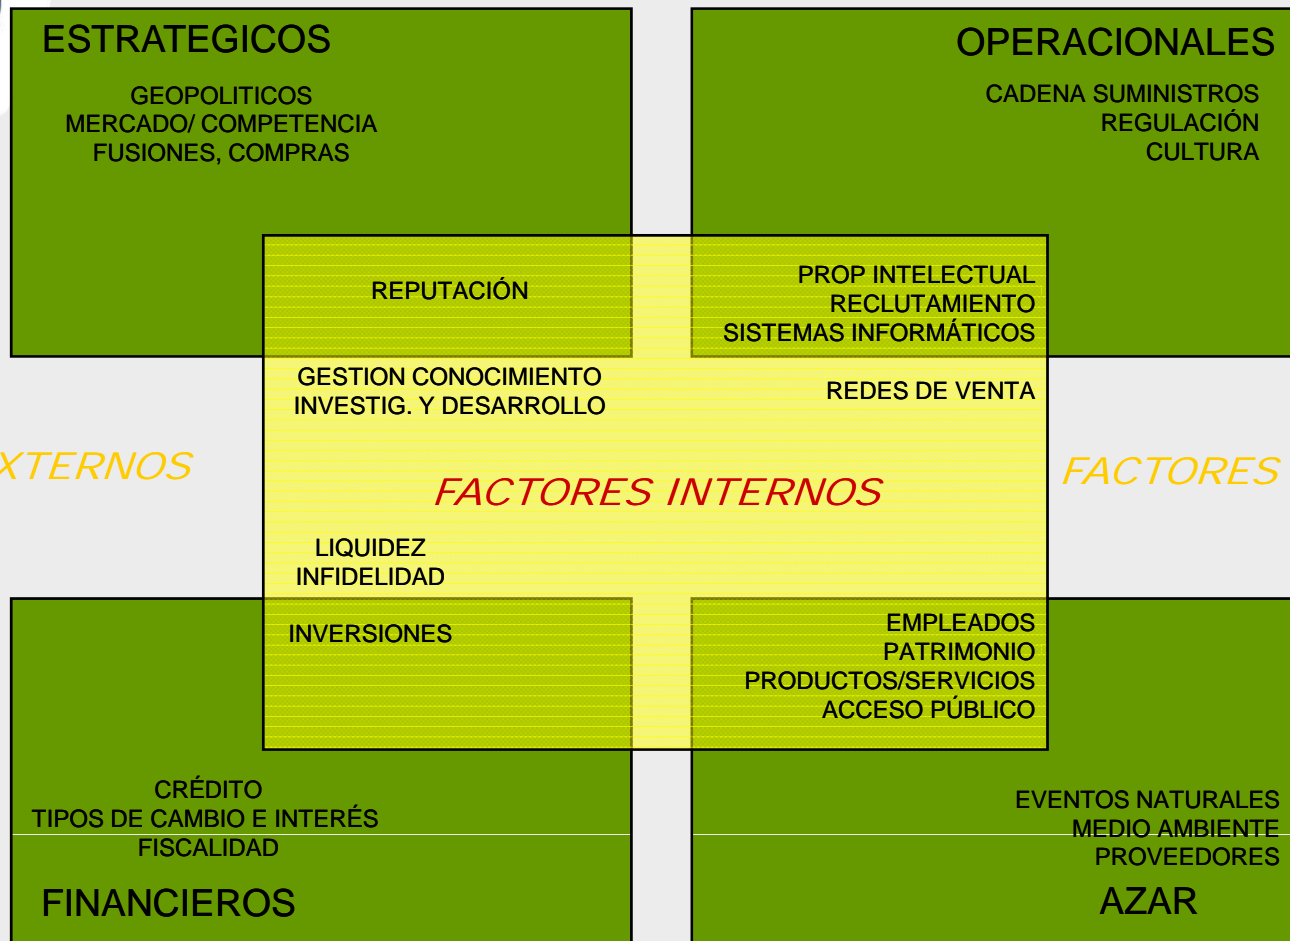 ESTRATEGICOS
GEOPOLITICOS
MERCADO/ COMPETENCIA
FUSIONES, COMPRAS
OPERACIONALES
CADENA SUMINISTROS
REGULACIÓN
CULTURA
REPUTACIÓN
PROP INTELECTUAL
RECLUTAMIENTO
SISTEMAS INFORMÁTICOS
GESTION CONOCIMIENTO
INVESTIG. Y DESARROLLO
REDES DE VENTA
XTERNOS
FACTORES INTERNOS
FACTORES
LIQUIDEZ
INFIDELIDAD
INVERSIONES
EMPLEADOS
PATRIMONIO
PRODUCTOS/SERVICIOS
ACCESO PÚBLICO
CRÉDITO
TIPOS DE CAMBIO E INTERÉS
FISCALIDAD
FINANCIEROS
EVENTOS NATURALES
MEDIO AMBIENTE
PROVEEDORES
AZAR